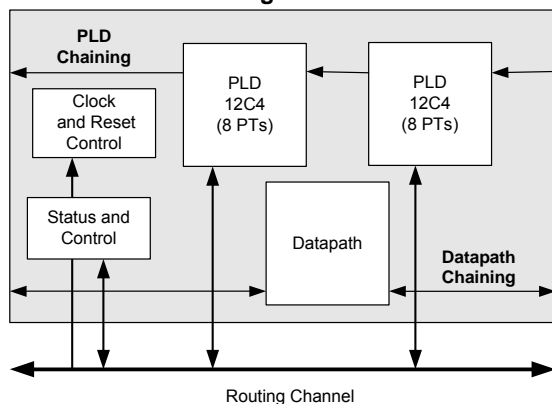 PLD
Chaining
PLD
12C4
(8 PTs)
PLD
12C4
(8 PTs)
Clock
and Reset
Control
Status and
Control
Datapath
Datapath
Chaining
Routing Channel